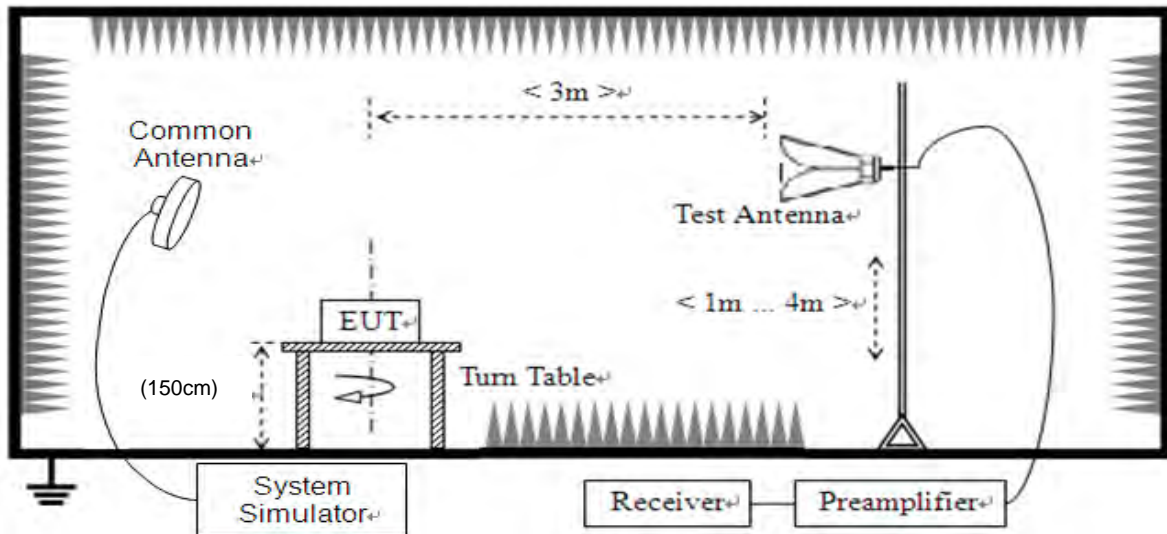 < 3m >↵
Common
Antenna↵
Test Antenna↵
< 1m ... 4m >↵
EUT↵
(150cm)
Turn Table↵
System
Simulator↵
Receiver↵
Preamplifier↵